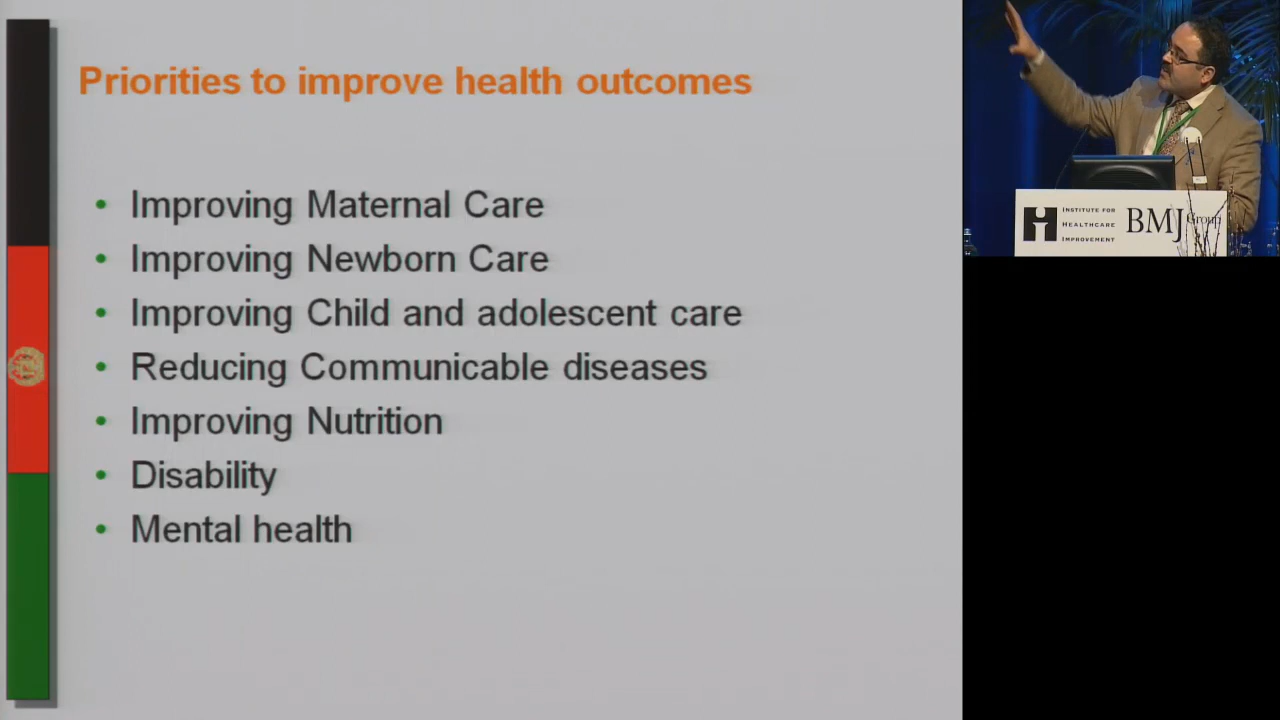 Priorities to improve health outcomes
• Improving Maternal Care
• Improving Newborn Care
• Improving Child and adolescent care
• Reducing Communicable diseases
• Improving Nutrition
• Disability
• Mental health
INSTITUTE FOR
HEALTHCARE
IMPROVEMENT
BMJ Group